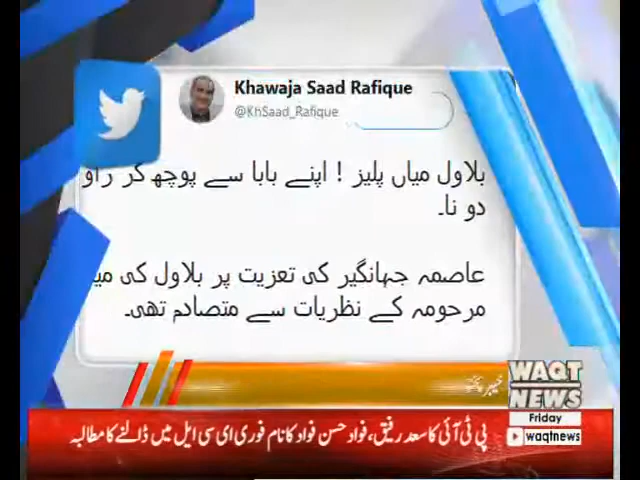 Khawaja Saad Rafique
@KhSaad_Rafique
بلاول میاں پلیز ! اپنے بابا سے پوچھ کر
دو نا۔
عاصمہ جہانگیر کی تعزیت پر بلاول کی
مرحومہ کے نظریات سے متصادم تھی۔
WAQT
NEWS
Friday
waqtnews
پی ٹی آئی کا سعد رفیق، فواد حسن فواد کا نام فوری ای سی ایل میں ڈالنے کا مطالبہ